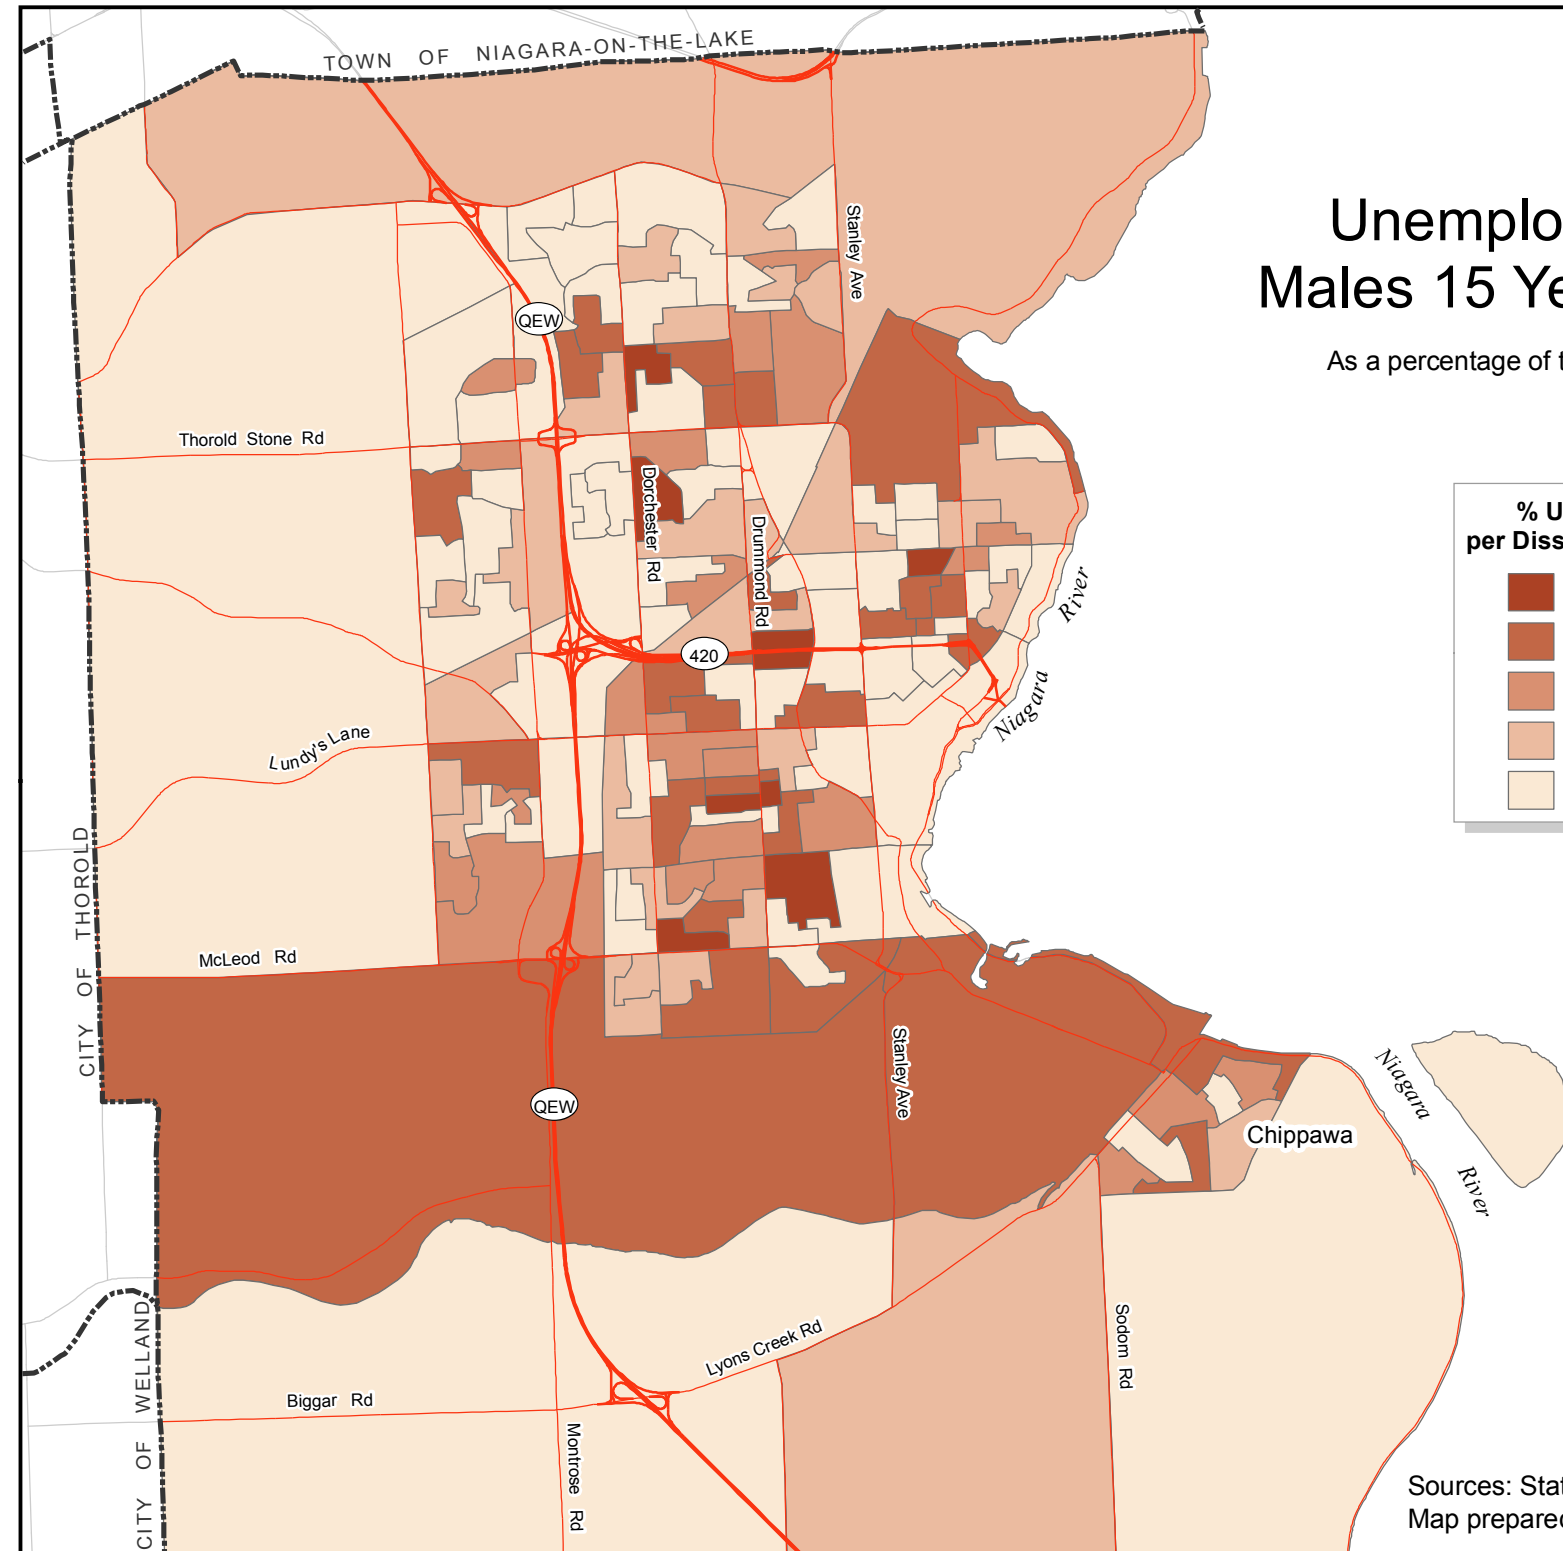 TOWN OF NIAGARA-ON-THE-LAKE
Unemplo
Males 15 Ye
As a percentage of t
Stanley Ave
QEW
Thorold Stone Rd
Dorchester Rd
Drummond Rd
% U
per Diss
River
Niagara
420
Lundy's Lane
CITY OF THOROLD
McLeod Rd
Stanley Ave
QEW
Niagara
River
Chippawa
CITY OF WELLAND
Lyons Creek Rd
Sodom Rd
Biggar Rd
Montrose Rd
Sources: Stat
Map prepared